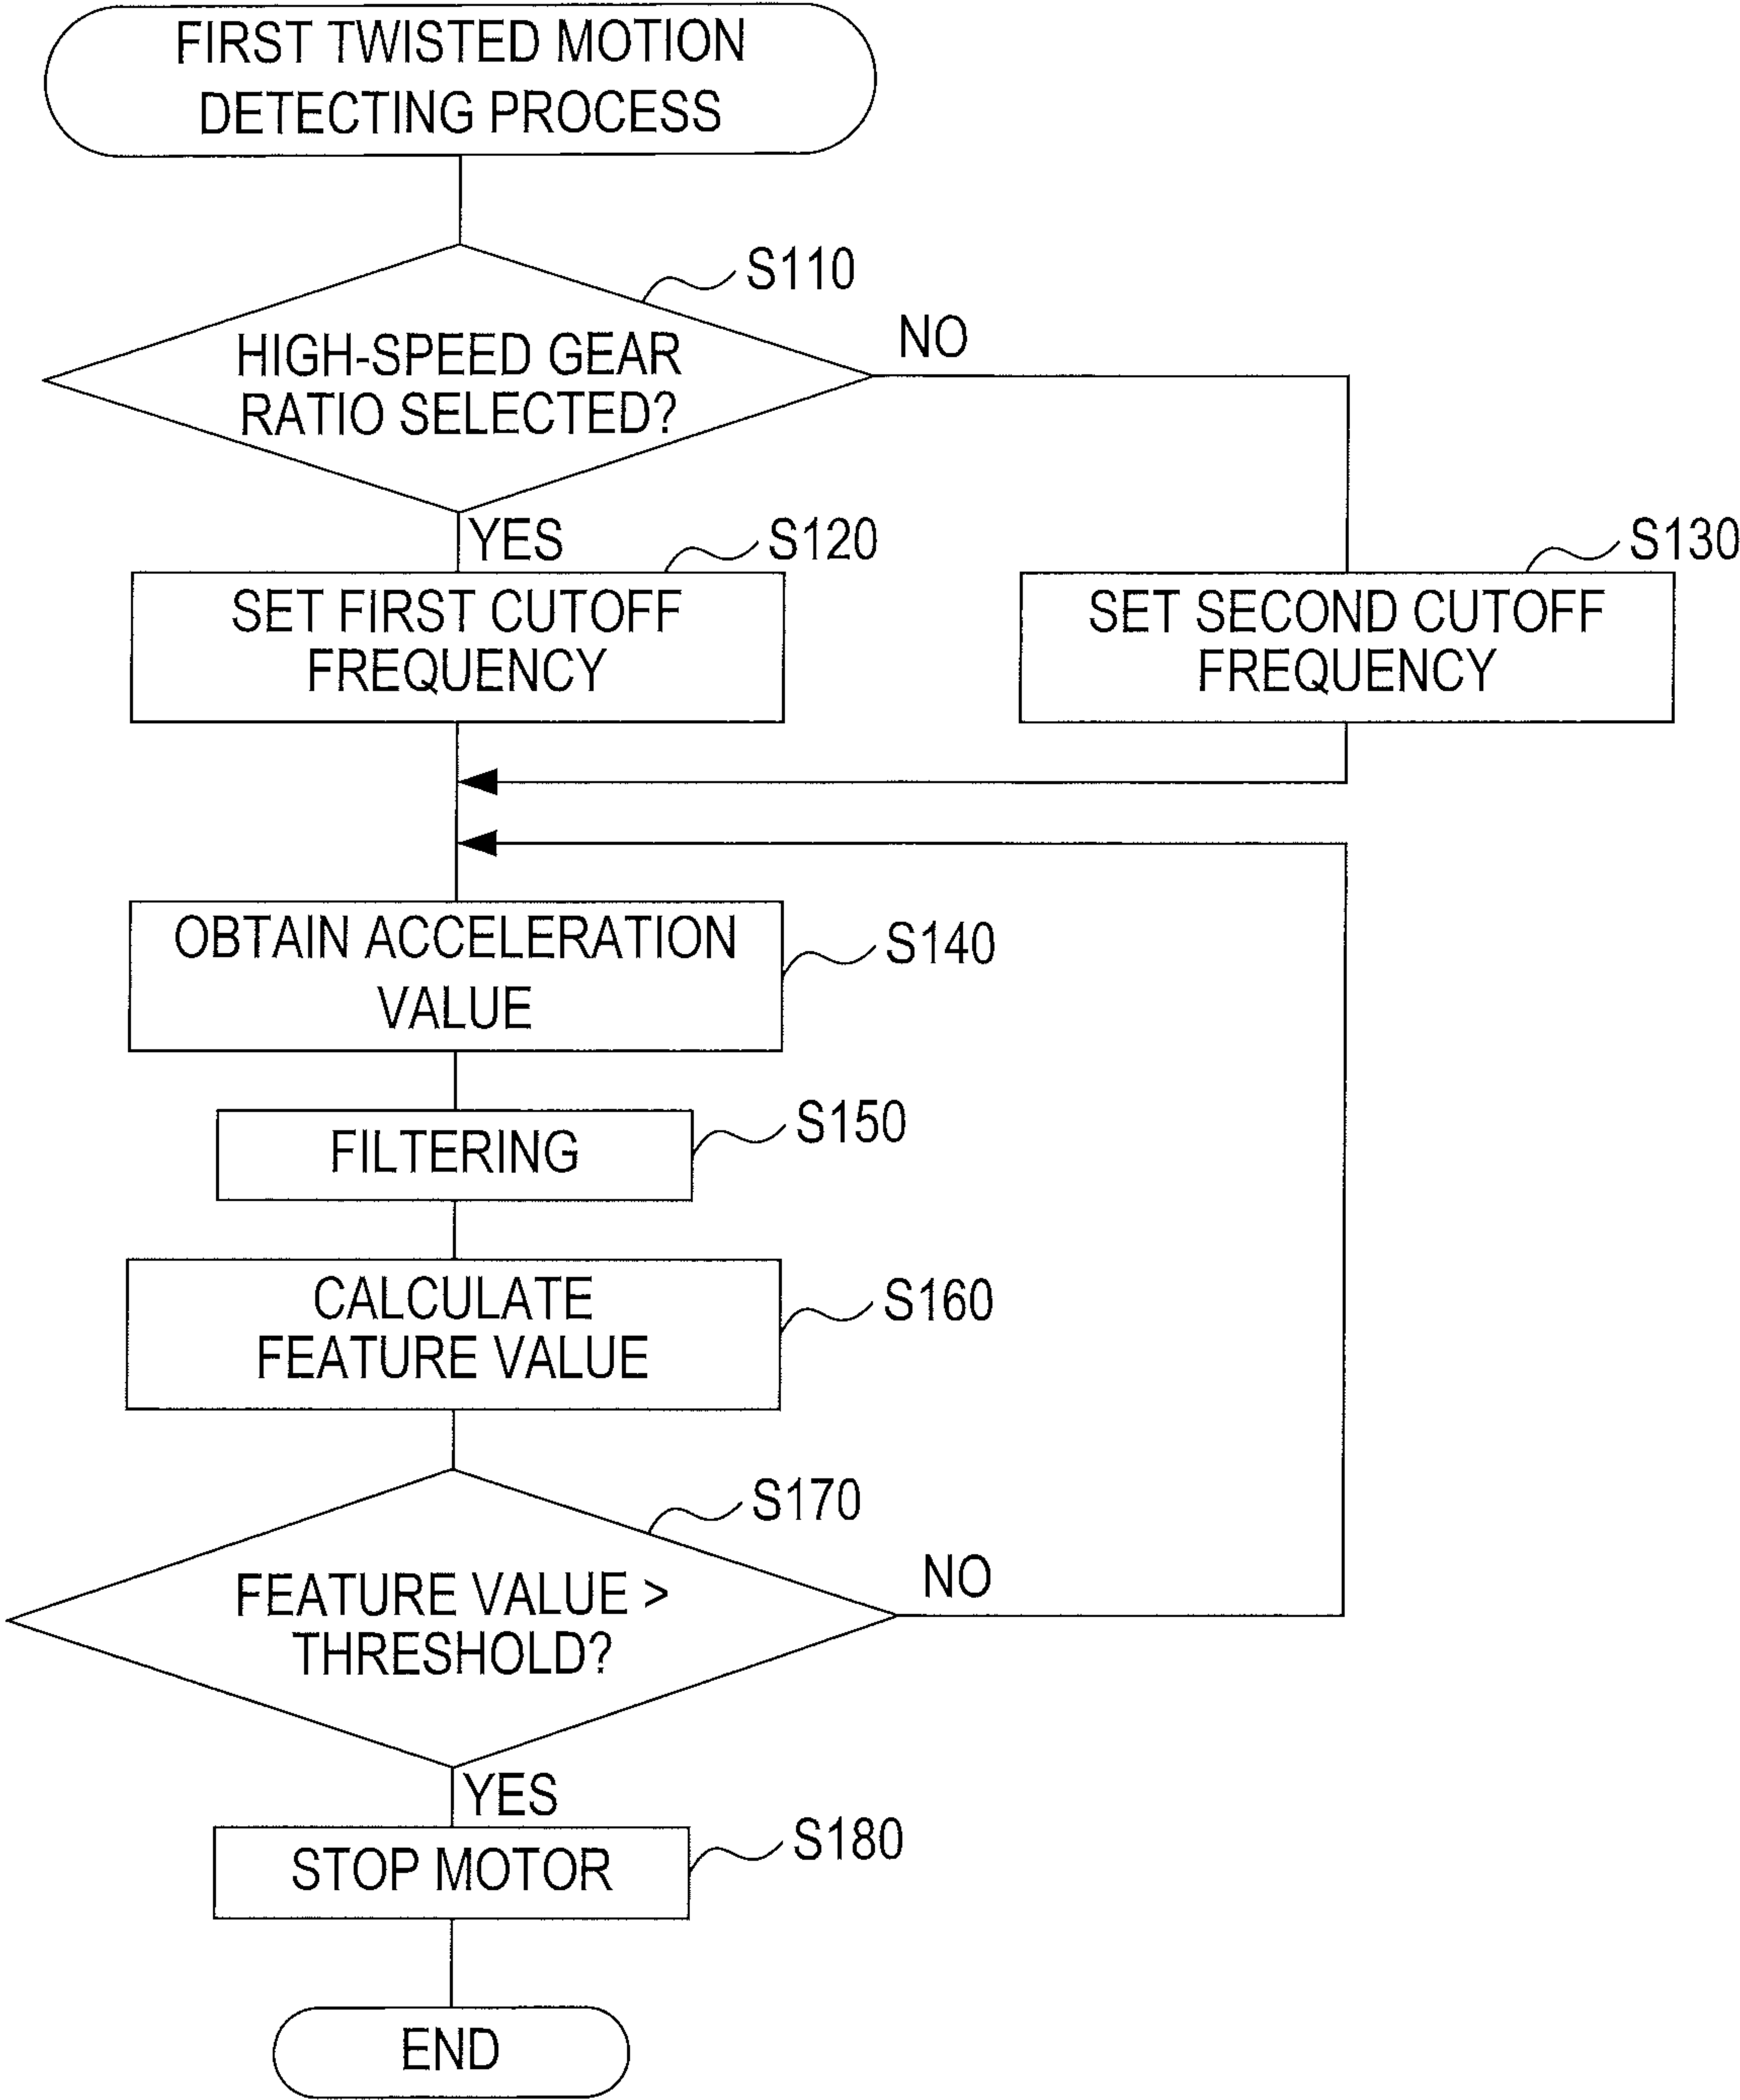 FIRST TWISTED MOTION
DETECTING PROCESS
S110
HIGH-SPEED GEAR
RATIO SELECTED?
NO
YES
S120
S130
SET FIRST CUTOFF
FREQUENCY
SET SECOND CUTOFF
FREQUENCY
OBTAIN ACCELERATION
VALUE
S140
FILTERING
S150
CALCULATE
FEATURE VALUE
S160
S170
FEATURE VALUE >
THRESHOLD?
NO
YES
STOP MOTOR
S180
END